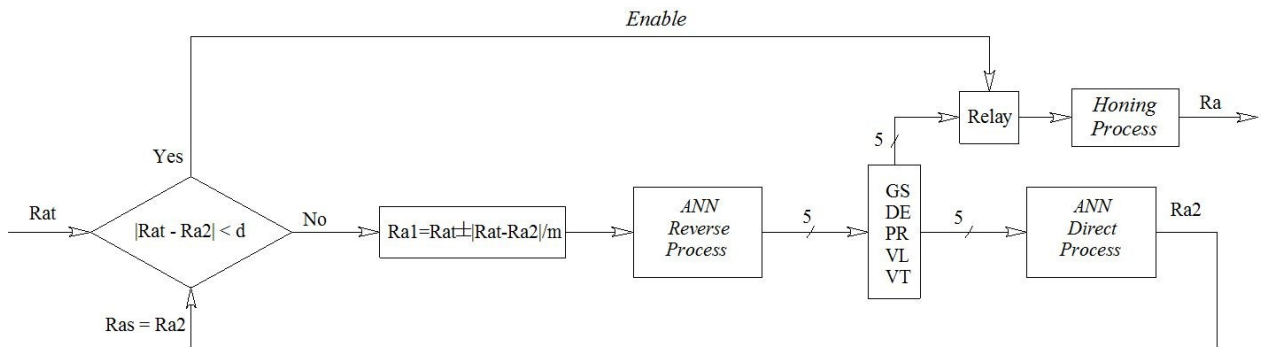 Enable
Yes
Rat
|Rat - Ra2| < d
No
Ras = Ra2
Ra1=Rat±|Rat-Ra2|/m
ANN
Reverse
Process
5
GS
DE
PR
VL
VT
5
Relay
Honing
Process
Ra
5
ANN
Direct
Process
Ra2